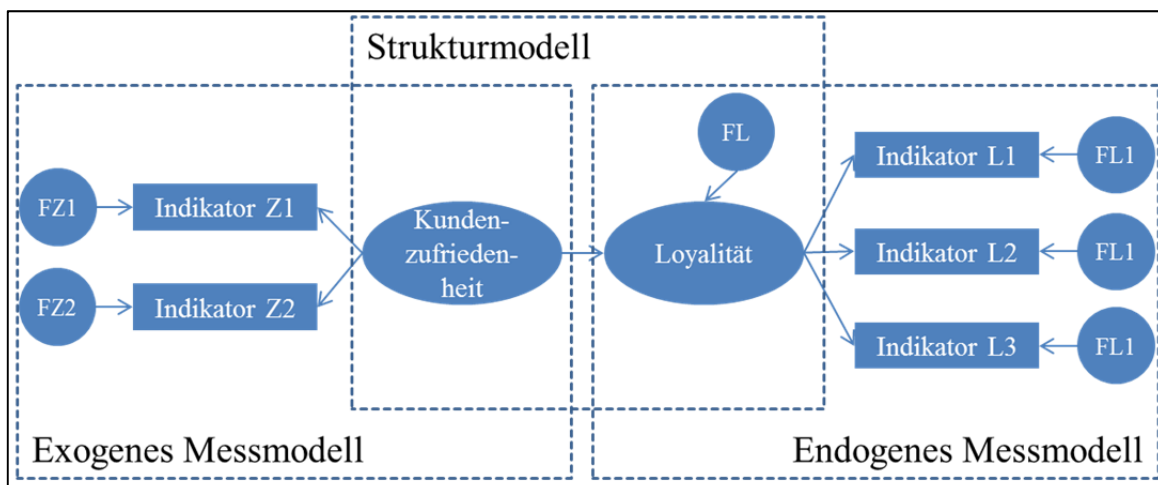 Strukturmodell
FL
Indikator L1
FL1
FZ1
Indikator Z1
Kunden-
zufrieden-
heit
Loyalität
Indikator L2
FL1
FZ2
Indikator Z2
Indikator L3
FL1
Exogenes Messmodell
Endogenes Messmodell